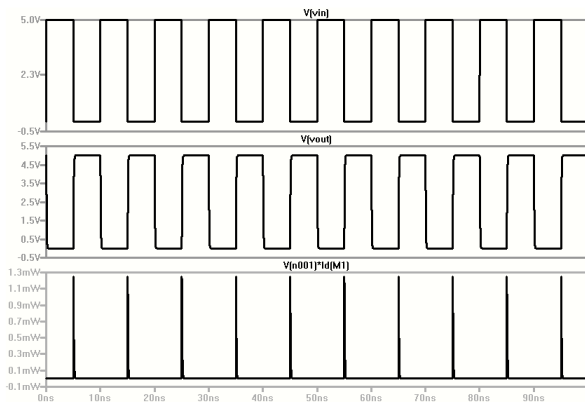 V(vin)
5.0V
2.3V
-0.5V
V(vout)
5.5V
4.5V
3.5V
2.5V
1.5V
0.5V
-0.5V
V(n001)*Id(M1)
1.3mW
1.1mW
0.9mW
0.7mW
0.5mW
0.3mW
0.1mW
-0.1mW
0ns 10ns 20ns 30ns 40ns 50ns 60ns 70ns 80ns 90ns